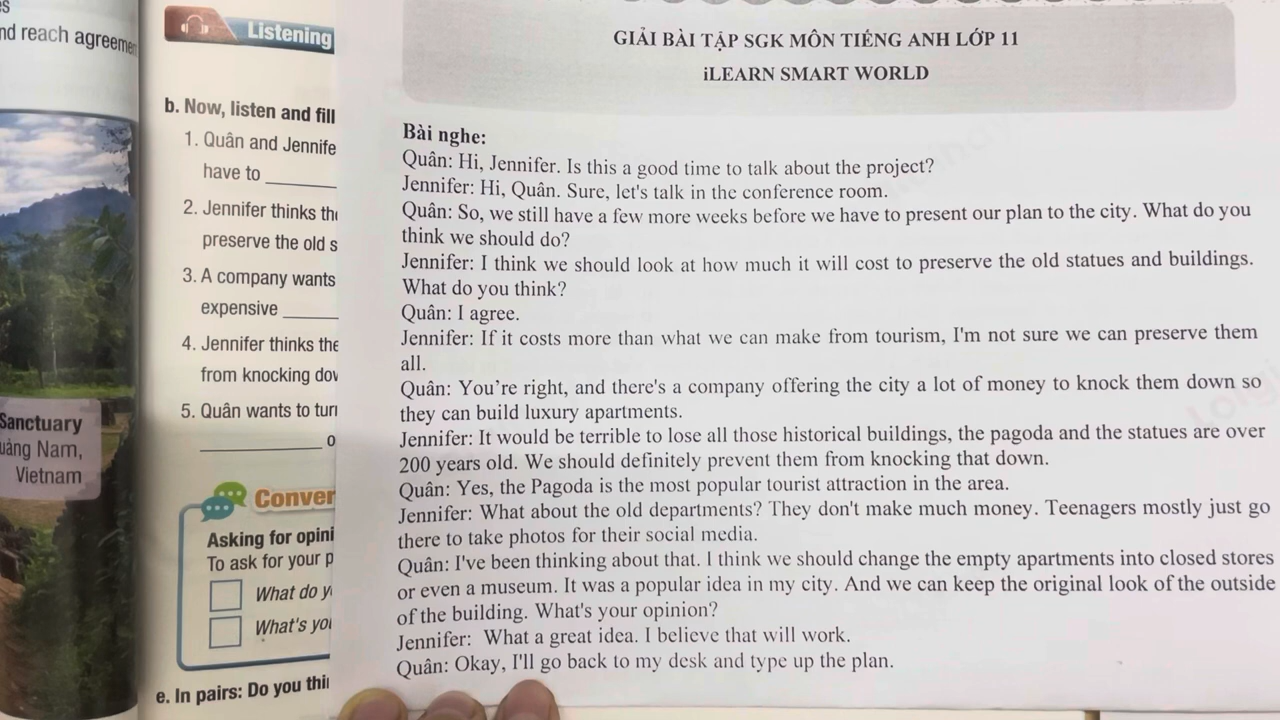 nd reach agreeme
Sanctuary
Nam,
Vietnam
Listening
b. Now, listen and fill
1. Quân and Jennife
have to
2. Jennifer thinks the
preserve the old s
3. A company wants
expensive
4. Jennifer thinks the
from knocking dow
5. Quân wants to turn
Conver
Asking for opini
To ask for your p
What do y
What's you
e. In pairs: Do you thin
GIẢI BÀI TẬP SGK MÔN TIẾNG ANH LỚP 11
iLEARN SMART WORLD
Bài nghe:
Quân: Hi, Jennifer. Is this a good time to talk about the project?
Jennifer: Hi, Quân. Sure, let's talk in the conference room.
Quân: So, we still have a few more weeks before we have to present our plan to the city. What do you
think we should do?
Jennifer: I think we should look at how much it will cost to preserve the old statues and buildings.
What do you think?
Quân: I agree.
Jennifer: If it costs more than what we can make from tourism, I'm not sure we can preserve them
all.
Quân: You’re right, and there's a company offering the city a lot of money to knock them down so
they can build luxury apartments.
Jennifer: It would be terrible to lose all those historical buildings, the pagoda and the statues are over
200 years old. We should definitely prevent them from knocking that down.
Quân: Yes, the Pagoda is the most popular tourist attraction in the area.
Jennifer: What about the old departments? They don't make much money. Teenagers mostly just go
there to take photos for their social media.
Quân: I've been thinking about that. I think we should change the empty apartments into closed stores
or even a museum. It was a popular idea in my city. And we can keep the original look of the outside
of the building. What's your opinion?
Jennifer: What a great idea. I believe that will work.
Quân: Okay, I'll go back to my desk and type up the plan.